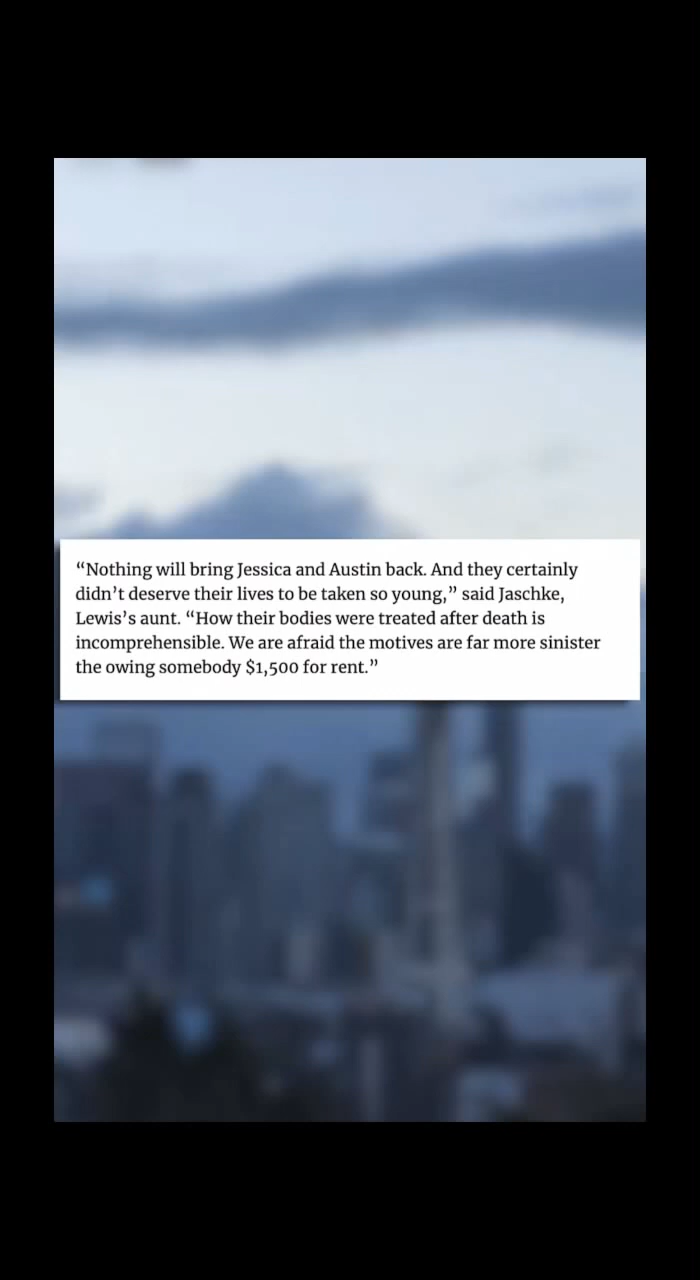 “Nothing will bring Jessica and Austin back. And they certainly
didn’t deserve their lives to be taken so young,” said Jaschke,
Lewis’s aunt. “How their bodies were treated after death is
incomprehensible. We are afraid the motives are far more sinister
the owing somebody $1,500 for rent.”